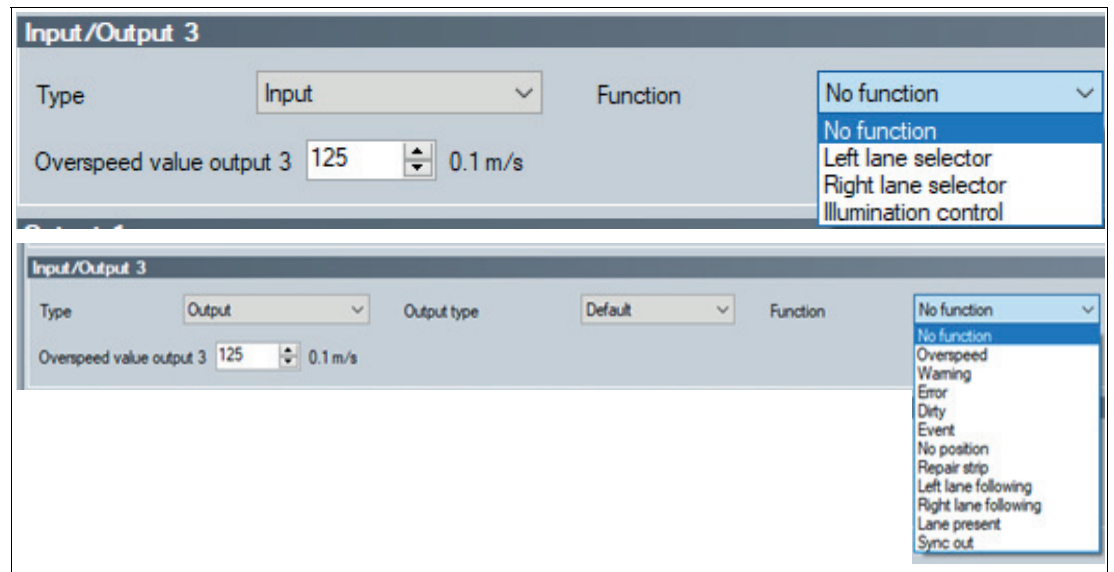 Input/Output 3
Type Input Function No function
No function
Overspeed value output 3 125 0.1 m/s Left lane selector
Right lane selector
Illumination control
Input/Output 3
Type Output Output type Default Function No function
No function
Overspeed value output 3 125 0.1 m/s Overspeed
Warning
Error
Dirty
Event
No position
Repair strip
Left lane following
Right lane following
Lane present
Sync out